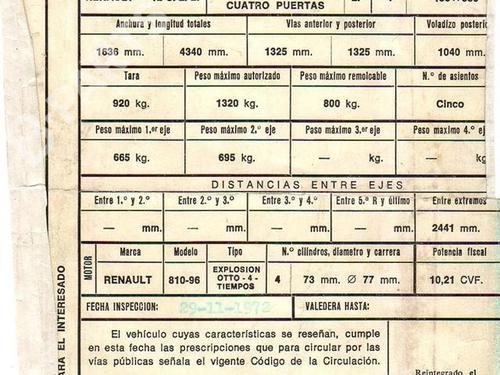 CUATRO PUERTAS
Anchura y longitud totales Vías anterior y posterior Voladizo posterior
1636 mm. 4340 mm. 1325 mm. 1325 mm. 1040 mm.
Tara Peso máximo autorizado Peso máximo remolcable N.º de asientos
920 kg. 1320 kg. 800 kg. Cinco
Peso máximo 1.er eje Peso máximo 2.º eje Peso máximo 3.er eje Peso maximo 4.º eje
665 kg. 695 kg. — kg. — kg
DISTANCIAS ENTRE EJES
Entre 1.º y 2.º Entre 2.º y 3.º Entre 3.º y 4.º Entre 5.º R y último Entre extremos
— mm. — mm. — mm. — mm. 2441 mm.
MOTOR Marca Modelo Tipo N.º cilindros, diametro y carrera Potencia fiscal
RENAULT 810-96 EXPLOSION OTTO-4-TIEMPOS 4 73 mm. Ø 77 mm. 10,21 CVF.
FECHA INSPECCION: 29-11-1972 VALEDERA HASTA:
El vehículo cuyas características se reseñan, cumple
en esta fecha las prescripciones que para circular por las
vías públicas señala el vigente Código de la Circulación.
Reintegrado el
ARA EL INTERESADO